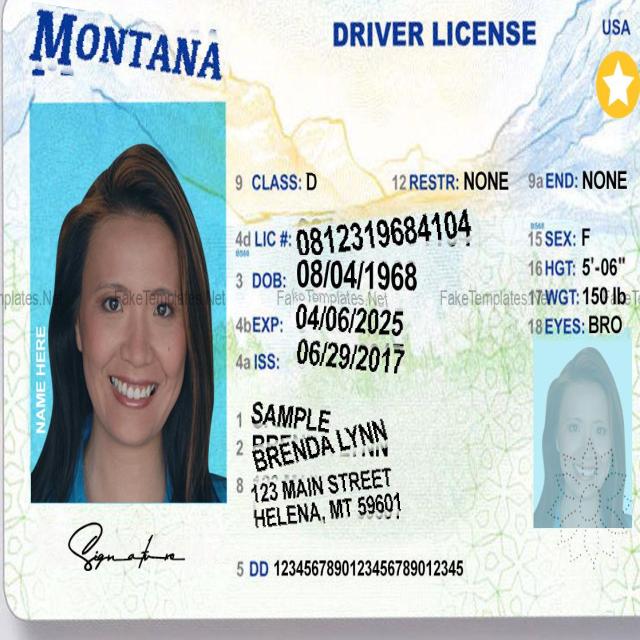 MONTANA
DRIVER LICENSE
USA
9 CLASS: D
12 RESTR: NONE
9a END: NONE
4d LIC #: 0812319684104
15 SEX: F
3 DOB: 08/04/1968
16 HGT: 5'-06"
FakeTemplates.Net FakeTemplates.Net FakeTemplates.Net
17 WGT: 150 lb
4b EXP: 04/06/2025
18 EYES: BRO
4a ISS: 06/29/2017
NAME HERE
1 SAMPLE
2 BRENDA LYNN
8 123 MAIN STREET
HELENA, MT 59601
Signature
5 DD 1234567890123456789012345